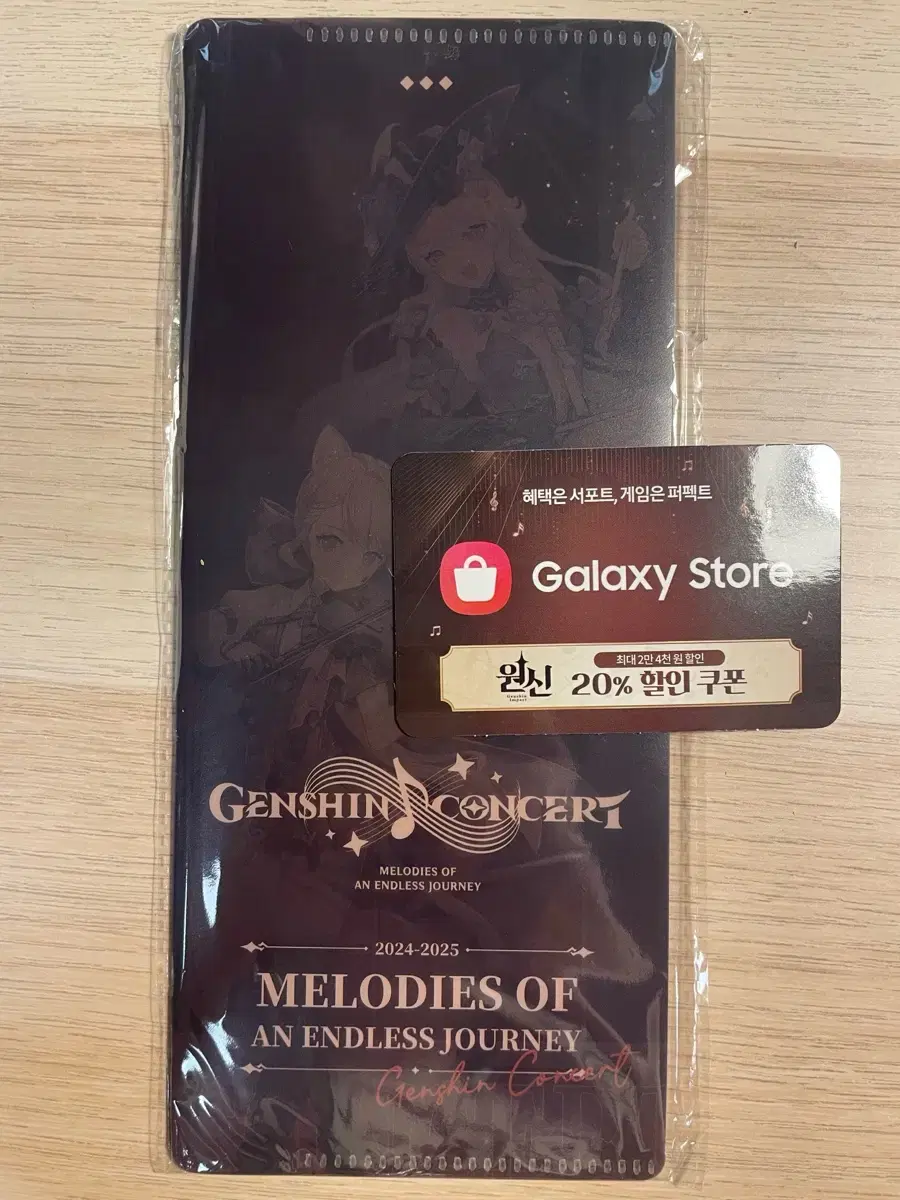 혜택은 서포트, 게임은 퍼펙트
Galaxy Store
원신
Genshin Impact
최대 2만 4천 원 할인
20% 할인 쿠폰
GENSHIN CONCERT
MELODIES OF
AN ENDLESS JOURNEY
2024-2025
MELODIES OF
AN ENDLESS JOURNEY
Genshin Concert